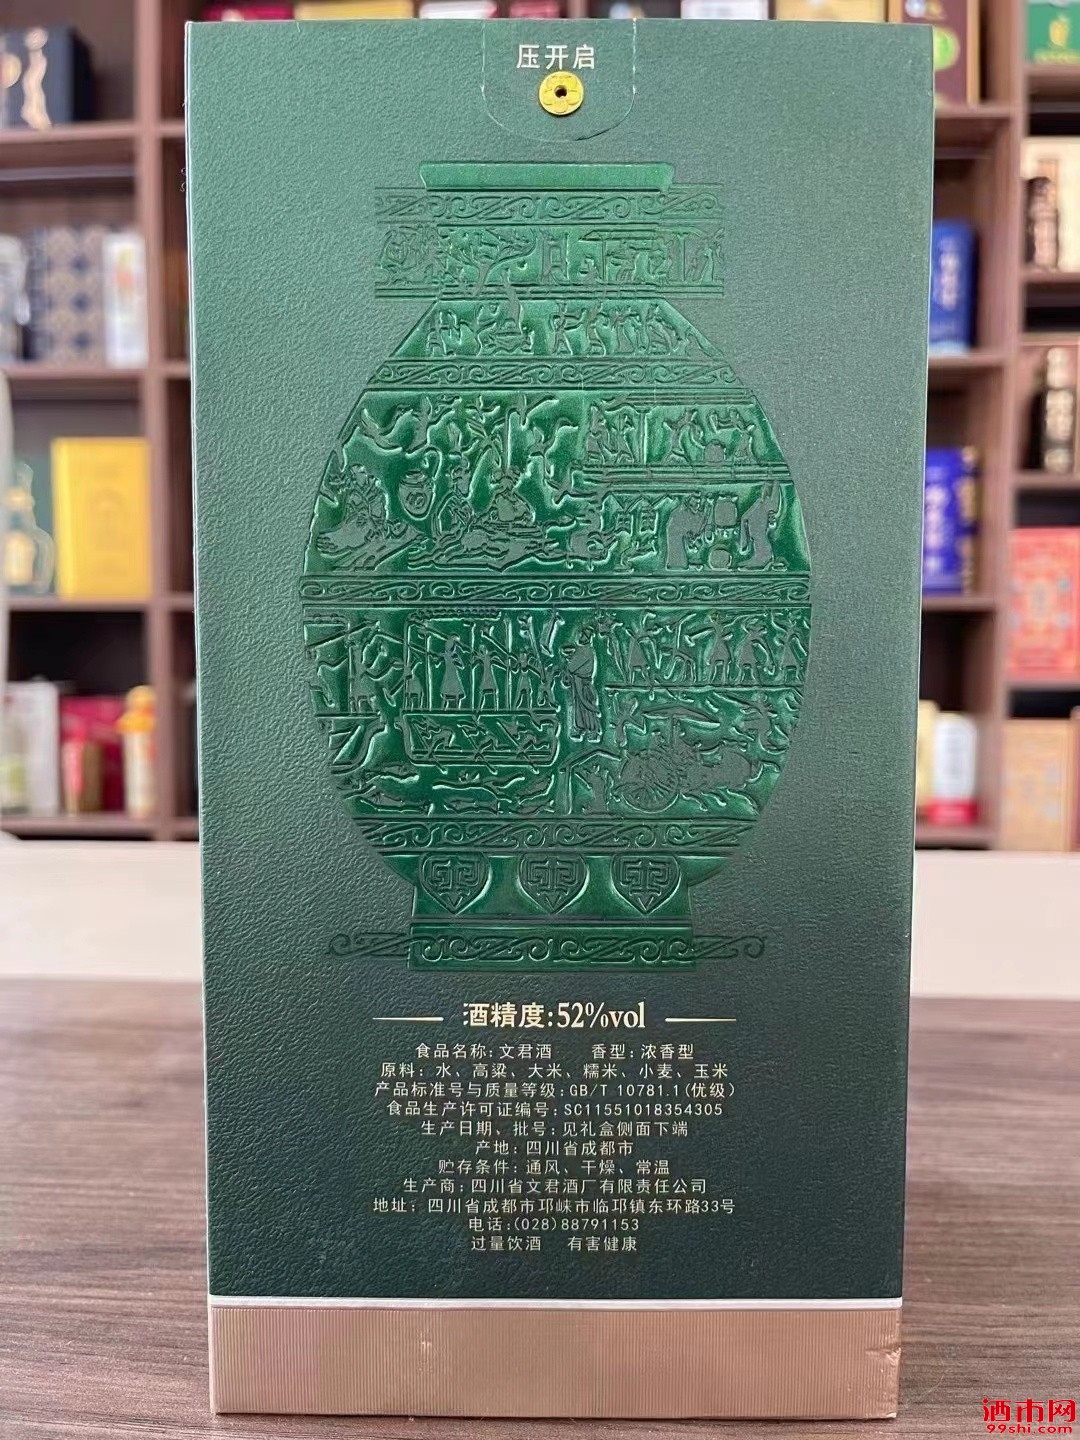 压开启
酒精度:52%vol
食品名称:文君酒 香型:浓香型
原料:水、高粱、大米、糯米、小麦、玉米
产品标准号与质量等级:GB/T 10781.1(优级)
食品生产许可证编号:SC11551018354305
生产日期、批号:见礼盒侧面下端
产地:四川省成都市
贮存条件:通风、干燥、常温
生产商:四川省文君酒厂有限责任公司
地址:四川省成都市邛崃市临邛镇东环路33号
电话:(028)88791153
过量饮酒 有害健康
酒市网
99shi.com